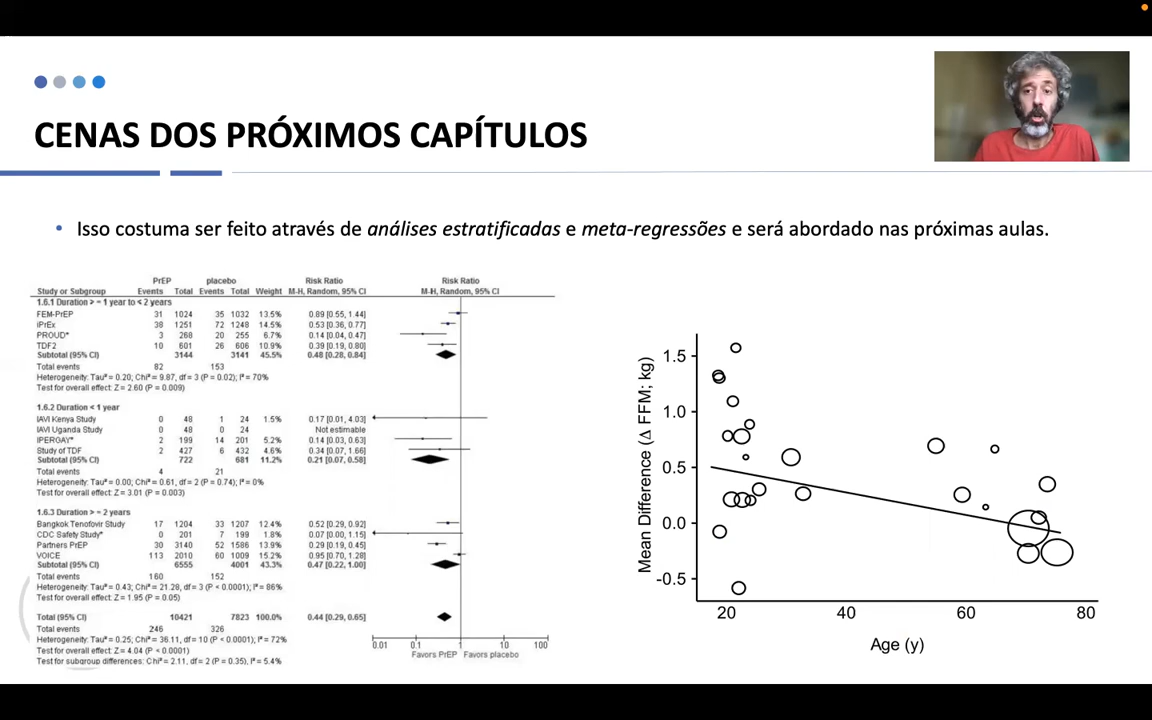 CENAS DOS PRÓXIMOS CAPÍTULOS
• Isso costuma ser feito através de análises estratificadas e meta-regressões e será abordado nas próximas aulas.
PrEP placebo Risk Ratio Risk Ratio
Study or Subgroup Events Total Events Total Weight M-H, Random, 95% CI M-H, Random, 95% CI
1.6.1 Duration > = 1 year to < 2 years
FEM-PrEP 31 1024 35 1032 13.5% 0.89 [0.55, 1.44]
iPrEx 38 1251 72 1248 14.5% 0.53 [0.36, 0.77]
PROUD* 3 268 20 255 6.7% 0.14 [0.04, 0.47]
TDF2 10 601 26 606 10.9% 0.39 [0.19, 0.80]
Subtotal (95% CI) 3144 3141 45.5% 0.48 [0.28, 0.84]
Total events 82 153
Heterogeneity: Tau² = 0.20; Chi² = 9.87, df = 3 (P = 0.02); I² = 70%
Test for overall effect: Z = 2.60 (P = 0.009)
1.6.2 Duration < 1 year
IAVI Kenya Study 0 48 1 24 1.5% 0.17 [0.01, 4.03]
IAVI Uganda Study 0 48 0 24 Not estimable
IPERGAY* 2 199 14 201 5.2% 0.14 [0.03, 0.63]
Study of TDF 2 427 6 432 4.6% 0.34 [0.07, 1.66]
Subtotal (95% CI) 722 681 11.2% 0.21 [0.07, 0.58]
Total events 4 21
Heterogeneity: Tau² = 0.00; Chi² = 0.61, df = 2 (P = 0.74); I² = 0%
Test for overall effect: Z = 3.01 (P = 0.003)
1.6.3 Duration > = 2 years
Bangkok Tenofovir Study 17 1204 33 1207 12.4% 0.52 [0.29, 0.92]
CDC Safety Study* 0 201 7 199 1.8% 0.07 [0.00, 1.15]
Partners PrEP 30 3140 52 1586 13.9% 0.29 [0.19, 0.45]
VOICE 113 2010 60 1009 15.2% 0.95 [0.70, 1.28]
Subtotal (95% CI) 6555 4001 43.3% 0.47 [0.22, 1.00]
Total events 160 152
Heterogeneity: Tau² = 0.43; Chi² = 21.28, df = 3 (P < 0.0001); I² = 86%
Test for overall effect: Z = 1.95 (P = 0.05)
Total (95% CI) 10421 7823 100.0% 0.44 [0.29, 0.65]
Total events 246 326
Heterogeneity: Tau² = 0.25; Chi² = 36.11, df = 10 (P < 0.0001); I² = 72%
Test for overall effect: Z = 4.04 (P < 0.0001)
Test for subgroup differences: Chi² = 2.11, df = 2 (P = 0.35), I² = 5.4%
0.01 0.1 1 10 100
Favors PrEP Favors placebo
Mean Difference (Δ FFM; kg)
1.5
1.0
0.5
0.0
-0.5
20 40 60 80
Age (y)